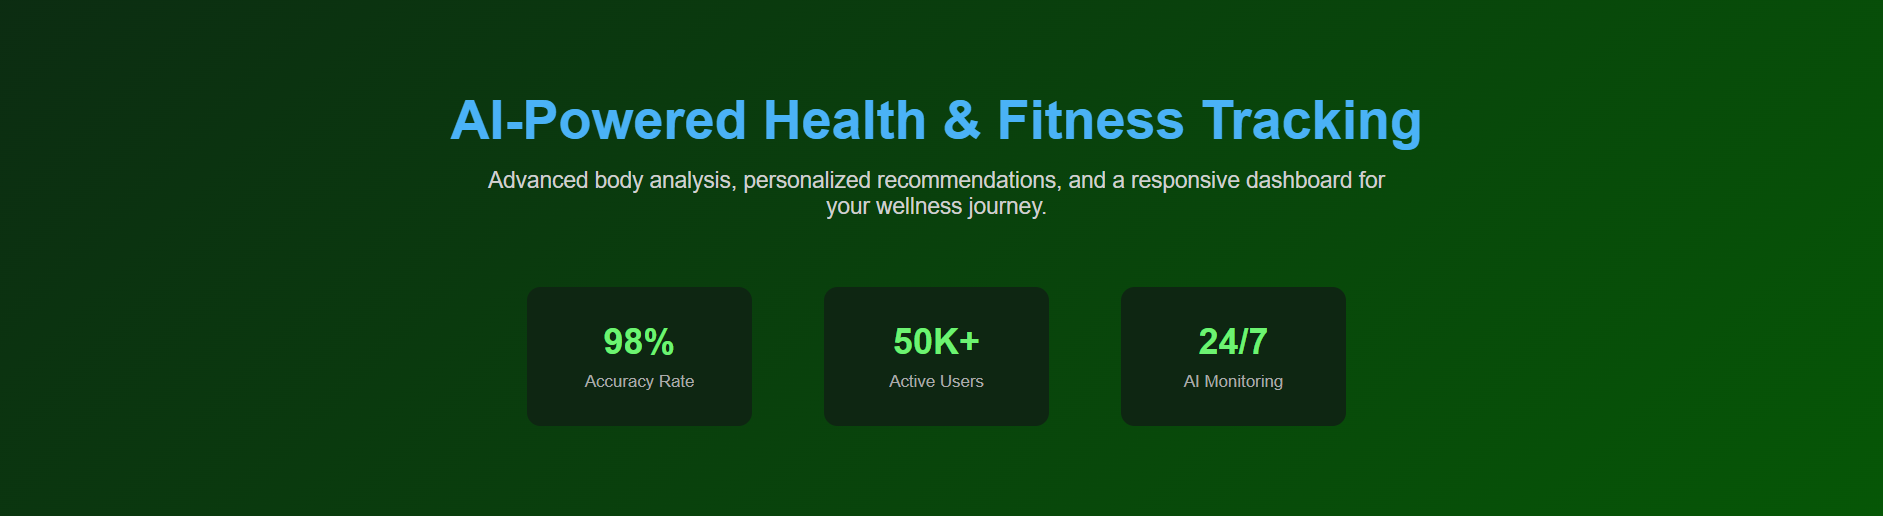 AI-Powered Health & Fitness Tracking
Advanced body analysis, personalized recommendations, and a responsive dashboard for
your wellness journey.
98%
Accuracy Rate
50K+
Active Users
24/7
AI Monitoring